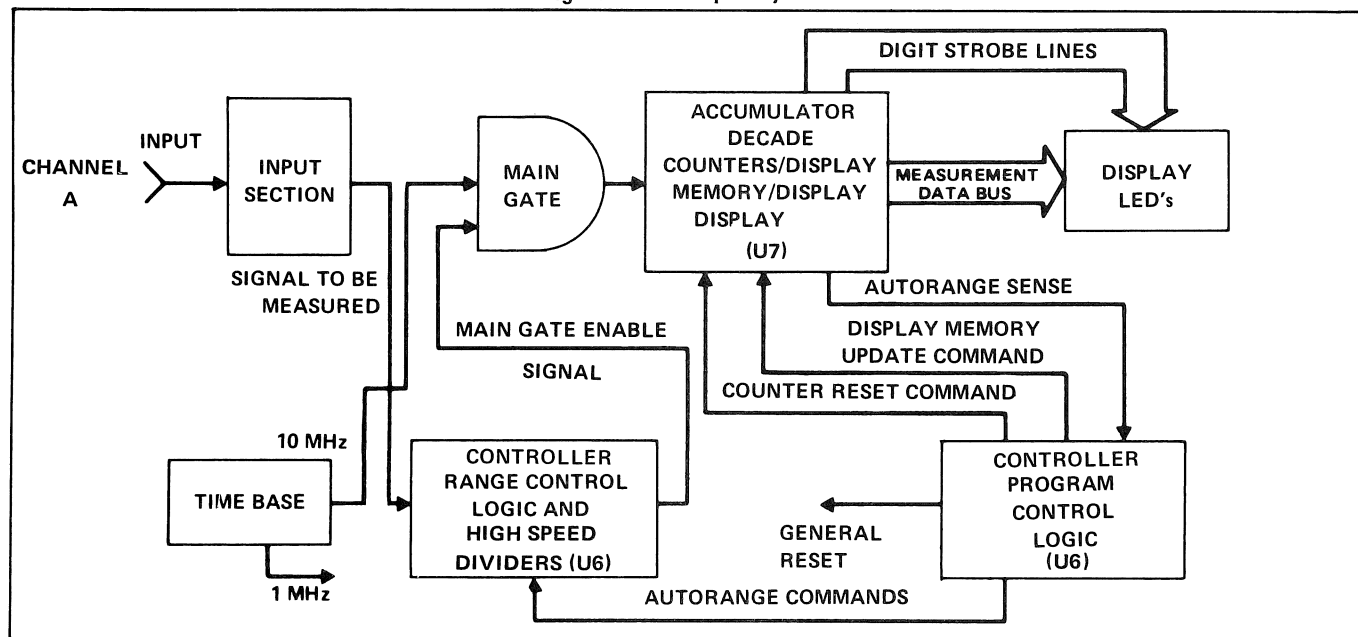 DIGIT STROBE LINES
CHANNEL
A
INPUT
INPUT
SECTION
MAIN
GATE
ACCUMULATOR
DECADE
COUNTERS/DISPLAY
MEMORY/DISPLAY
DISPLAY
(U7)
MEASUREMENT
DATA BUS
DISPLAY
LED's
SIGNAL TO BE
MEASURED
AUTORANGE SENSE
MAIN GATE ENABLE
SIGNAL
DISPLAY MEMORY
UPDATE COMMAND
COUNTER RESET COMMAND
10 MHz
TIME BASE
1 MHz
CONTROLLER
RANGE CONTROL
LOGIC AND
HIGH SPEED
DIVIDERS (U6)
GENERAL
RESET
CONTROLLER
PROGRAM
CONTROL
LOGIC
(U6)
AUTORANGE COMMANDS